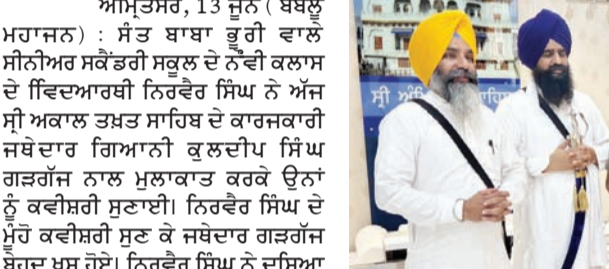 ਅੰਮ੍ਰਿਤਸਰ, 13 ਜੂਨ ( ਬਬਲੂ
ਮਹਾਜਨ) : ਸੰਤ ਬਾਬਾ ਭੂਰੀ ਵਾਲੇ
ਸੀਨੀਅਰ ਸਕੈਂਡਰੀ ਸਕੂਲ ਦੇ ਨੌਂਵੀ ਕਲਾਸ
ਦੇ ਵਿਦਿਆਰਥੀ ਨਿਰਵੈਰ ਸਿੰਘ ਨੇ ਅੱਜ
ਸ੍ਰੀ ਅਕਾਲ ਤਖ਼ਤ ਸਾਹਿਬ ਦੇ ਕਾਰਜਕਾਰੀ
ਜਥੇਦਾਰ ਗਿਆਨੀ ਕੁਲਦੀਪ ਸਿੰਘ
ਗੜਗੱਜ ਨਾਲ ਮੁਲਾਕਾਤ ਕਰਕੇ ਉਨਾਂ
ਨੂੰ ਕਵੀਸ਼ਰੀ ਸੁਣਾਈ। ਨਿਰਵੈਰ ਸਿੰਘ ਦੇ
ਮੂੰਹੋ ਕਵੀਸ਼ਰੀ ਸੁਣ ਕੇ ਜਥੇਦਾਰ ਗੜਗੱਜ
ਬੇਹਦ ਖੁਸ਼ ਹੋਏ। ਨਿਰਵੈਰ ਸਿੰਘ ਨੇ ਦਸਿਆ
ਸ੍ਰੀ